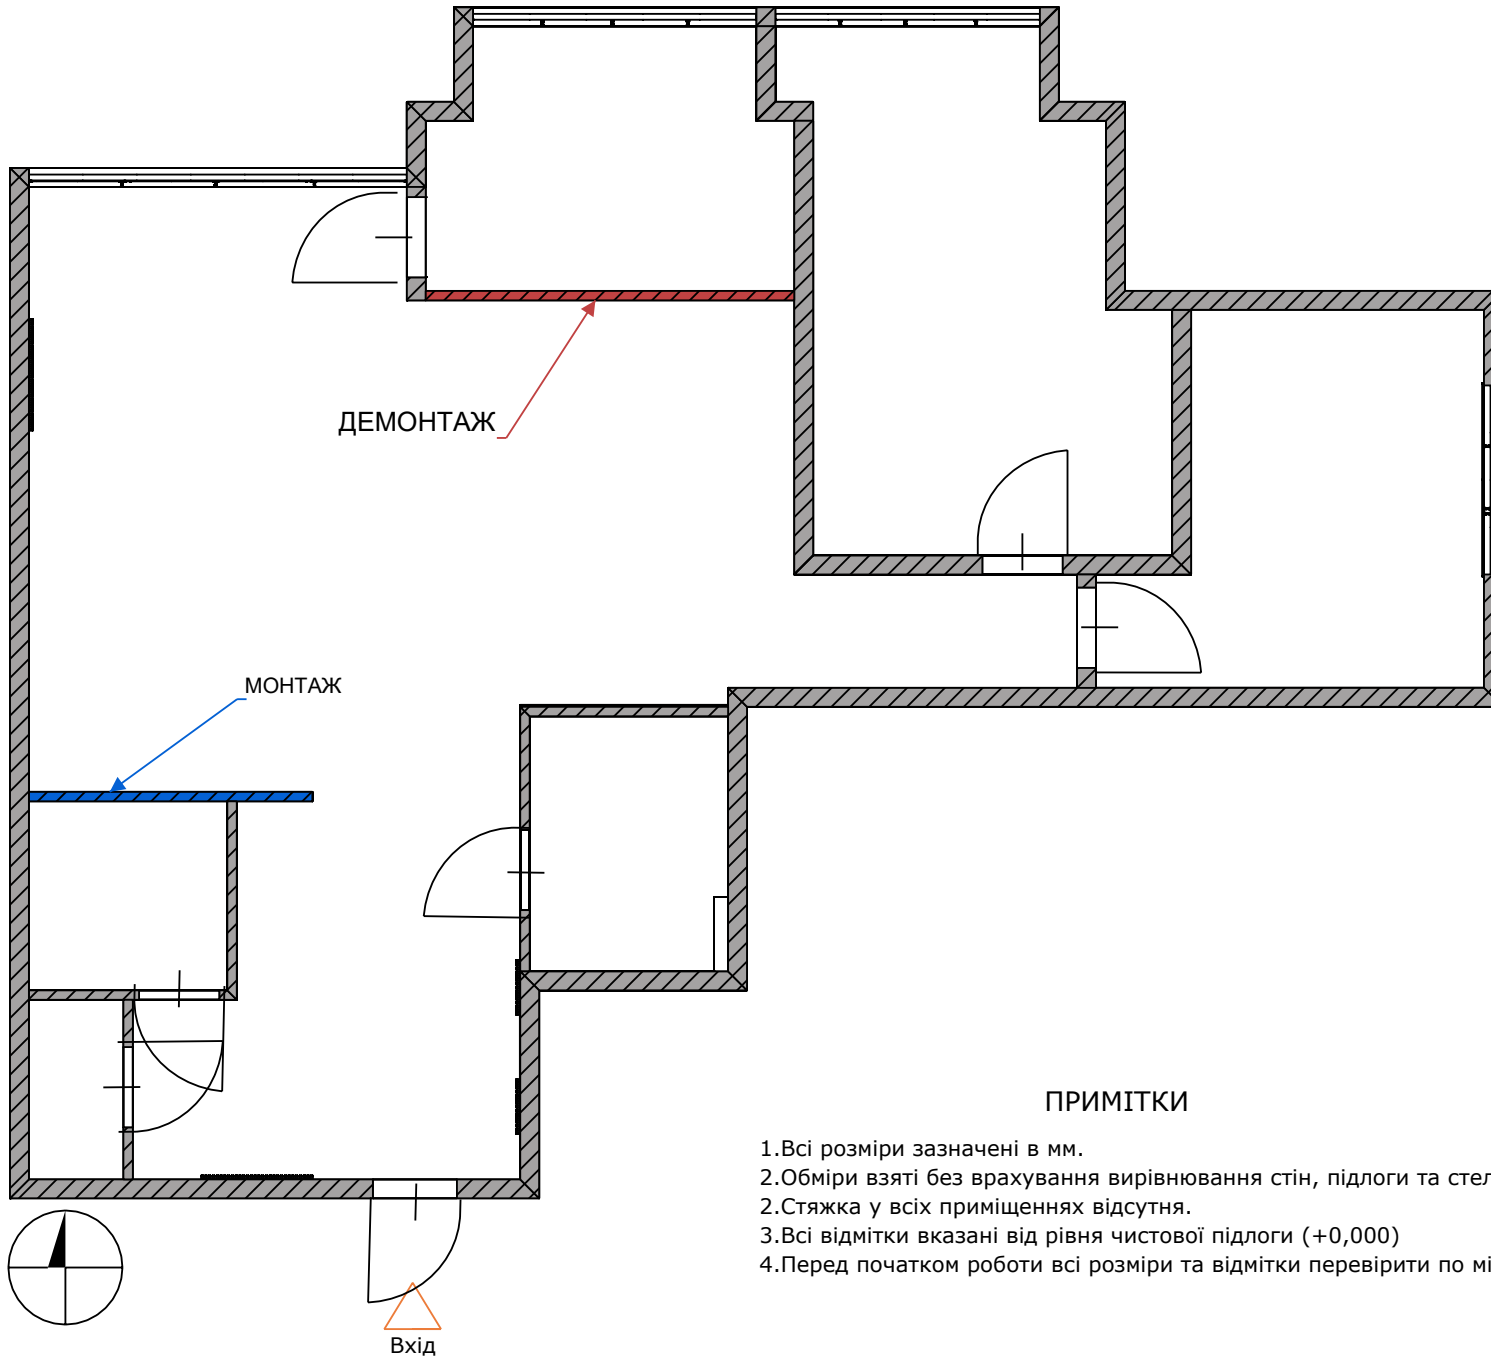 ДЕМОНТАЖ
МОНТАЖ
ПРИМІТКИ
1.Всі розміри зазначені в мм.
2.Обміри взяті без врахування вирівнювання стін, підлоги та
2.Стяжка у всіх приміщеннях відсутня.
3.Всі відмітки вказані від рівня чистової підлоги (+0,000)
4.Перед початком роботи всі розміри та відмітки перевірити по
Вхід